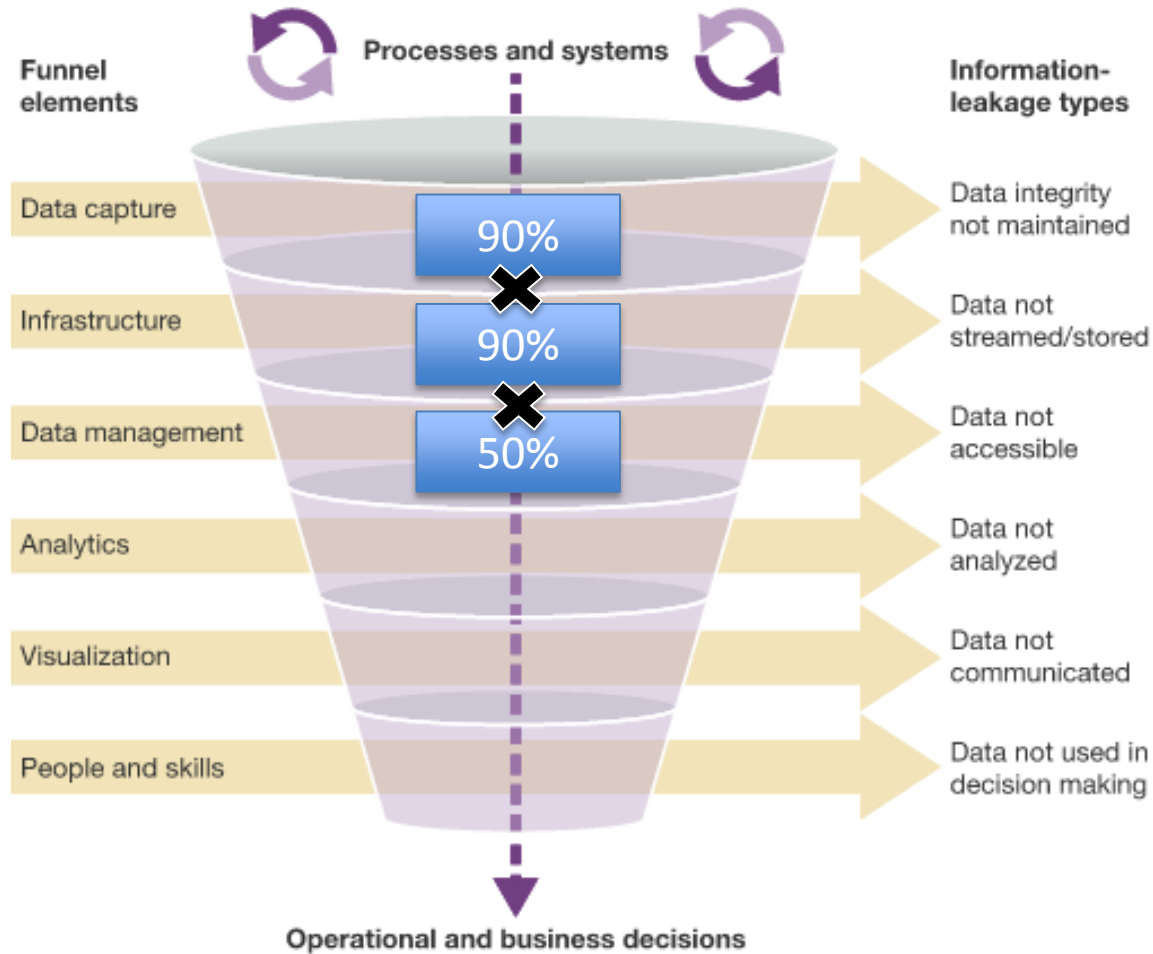 Processes and systems
Funnel
elements
Information-
leakage types
Data capture
90%
Data integrity
not maintained
Infrastructure
90%
Data not
streamed/stored
Data management
50%
Data not
accessible
Analytics
Data not
analyzed
Visualization
Data not
communicated
People and skills
Data not used in
decision making
Operational and business decisions